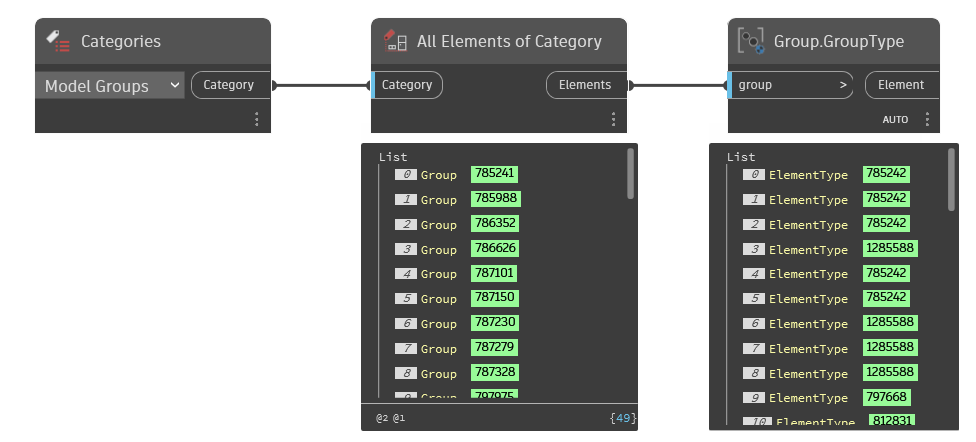 Categories
Model Groups
Category
All Elements of Category
Category
Elements
Group.GroupType
group
>
Element
AUTO
List
0 Group 785241
1 Group 785988
2 Group 786352
3 Group 786626
4 Group 787101
5 Group 787150
6 Group 787230
7 Group 787279
8 Group 787328
9 Group 797975
@2 @1
{49}
List
0 ElementType 785242
1 ElementType 785242
2 ElementType 785242
3 ElementType 1285588
4 ElementType 785242
5 ElementType 785242
6 ElementType 1285588
7 ElementType 1285588
8 ElementType 1285588
9 ElementType 797668
10 ElementType 812831